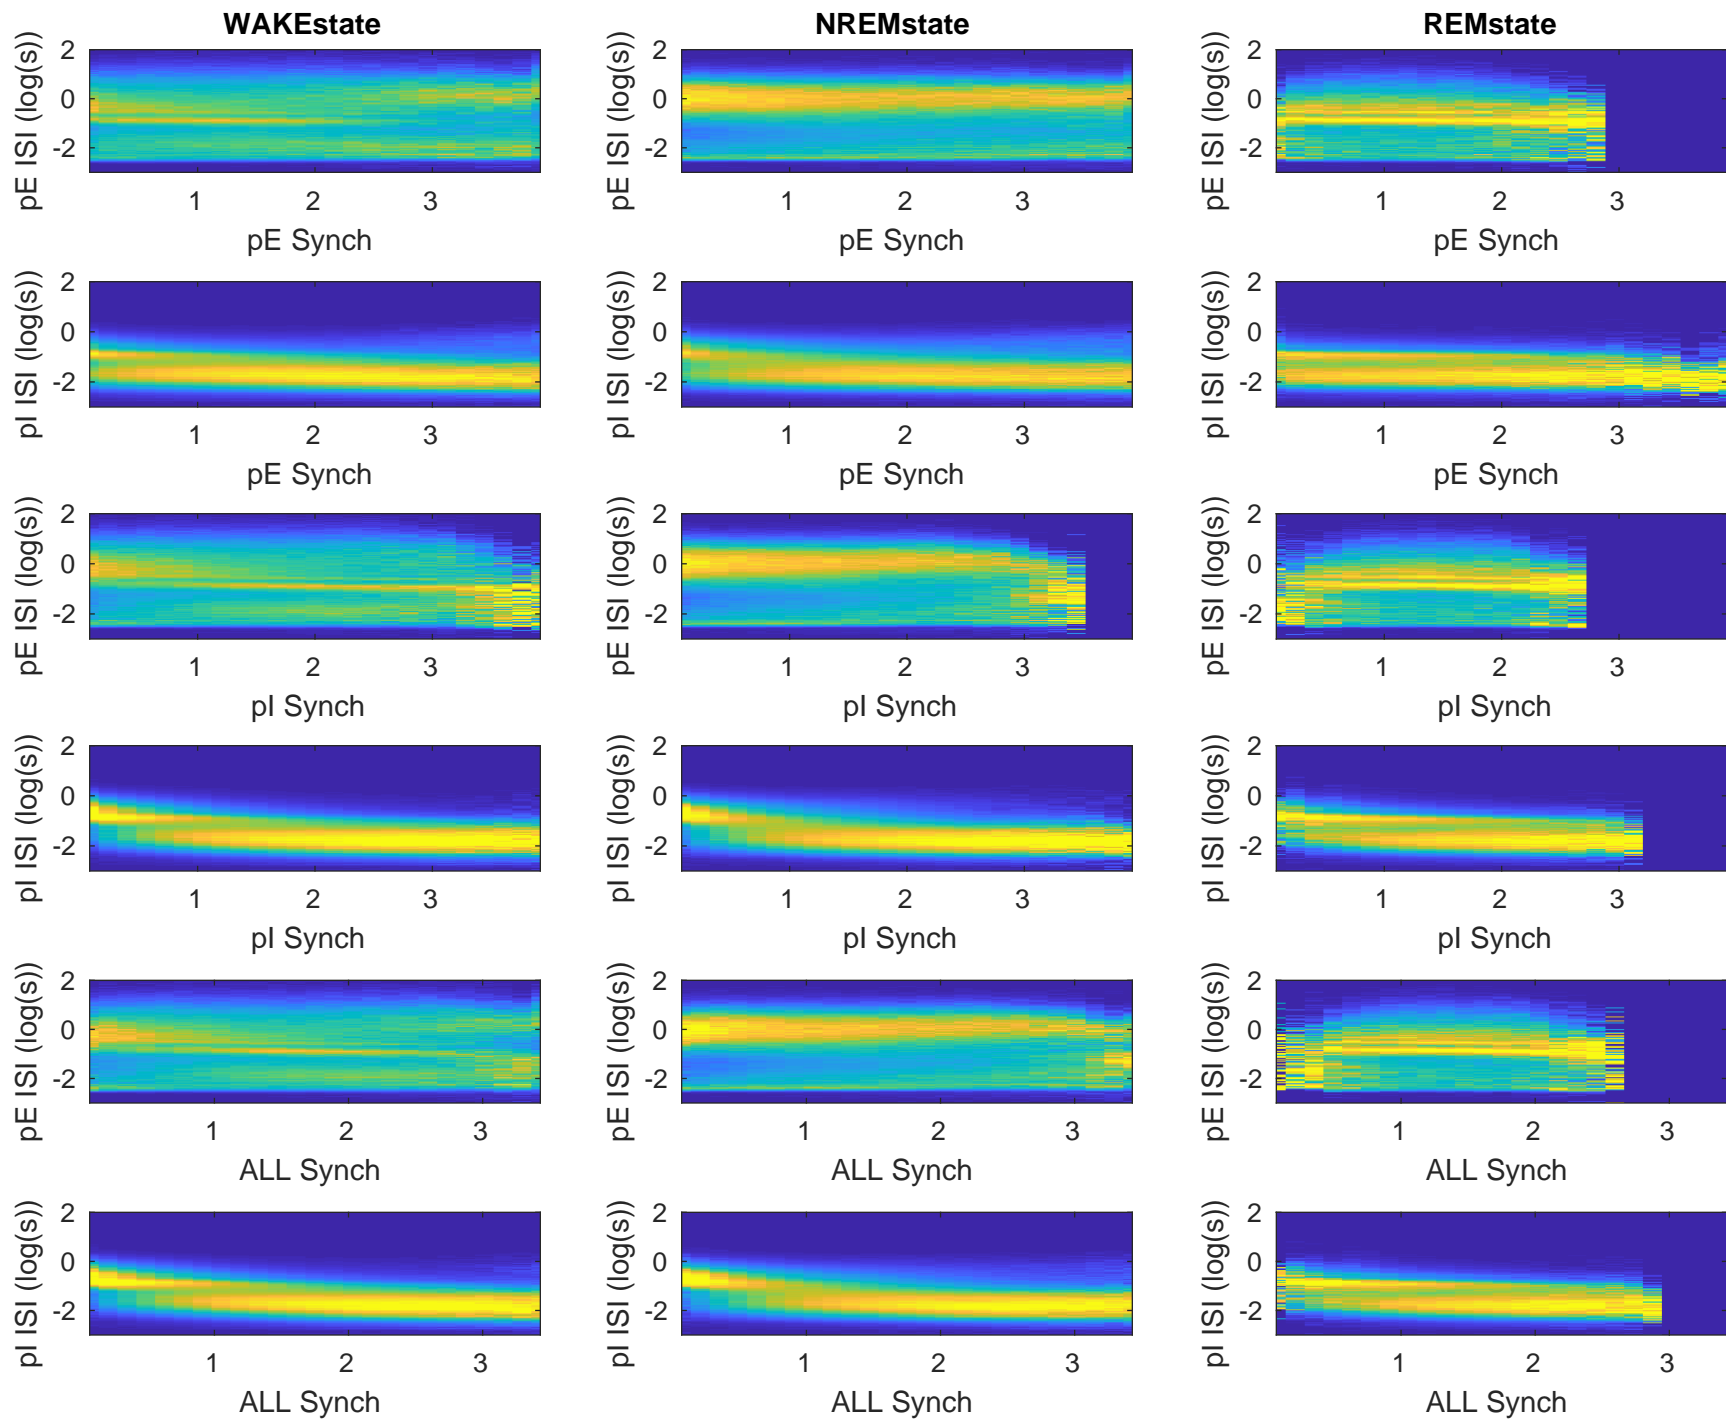 WAKEstate NREMstate REMstate
2 0 -2 pE ISI (log(s)) 1 2 3 pE Synch
2 0 -2 pE ISI (log(s)) 1 2 3 pE Synch
2 0 -2 pE ISI (log(s)) 1 2 3 pE Synch
2 0 -2 pI ISI (log(s)) 1 2 3 pE Synch
2 0 -2 pI ISI (log(s)) 1 2 3 pE Synch
2 0 -2 pI ISI (log(s)) 1 2 3 pE Synch
2 0 -2 pE ISI (log(s)) 1 2 3 pI Synch
2 0 -2 pE ISI (log(s)) 1 2 3 pI Synch
2 0 -2 pE ISI (log(s)) 1 2 3 pI Synch
2 0 -2 pI ISI (log(s)) 1 2 3 pI Synch
2 0 -2 pI ISI (log(s)) 1 2 3 pI Synch
2 0 -2 pI ISI (log(s)) 1 2 3 pI Synch
2 0 -2 pE ISI (log(s)) 1 2 3 ALL Synch
2 0 -2 pE ISI (log(s)) 1 2 3 ALL Synch
2 0 -2 pE ISI (log(s)) 1 2 3 ALL Synch
2 0 -2 pI ISI (log(s)) 1 2 3 ALL Synch
2 0 -2 pI ISI (log(s)) 1 2 3 ALL Synch
2 0 -2 pI ISI (log(s)) 1 2 3 ALL Synch